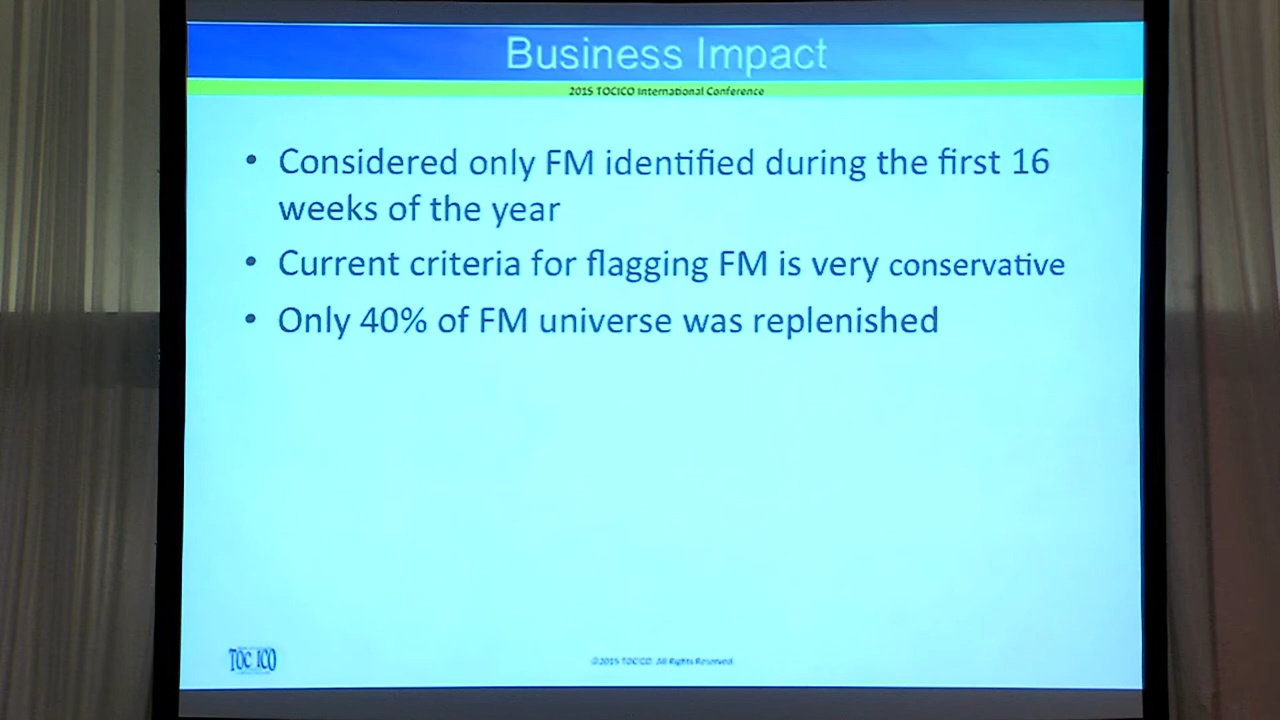 Business Impact
2015 TOCICO International Conference
• Considered only FM identified during the first 16
weeks of the year
• Current criteria for flagging FM is very conservative
• Only 40% of FM universe was replenished
TOC ICO
©2015 TOCICO. All Rights Reserved.